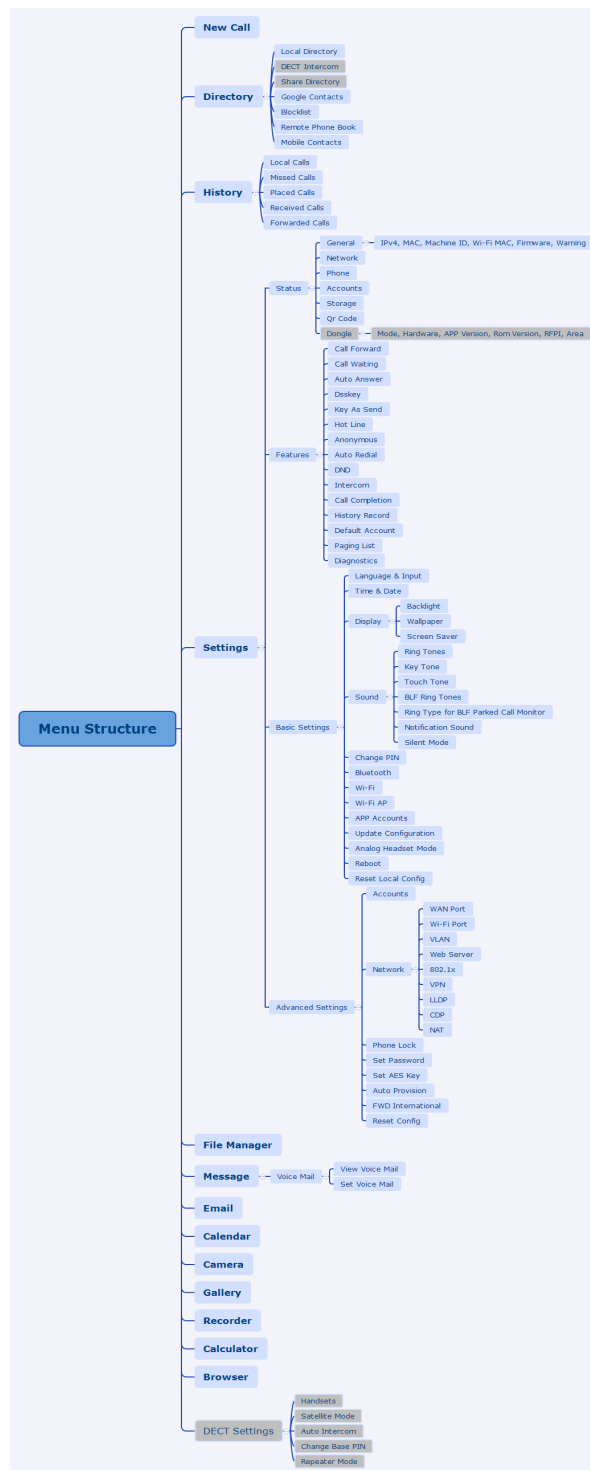 Menu Structure
New Call
Directory
Local Directory
DECT Intercom
Share Directory
Google Contacts
Blocklist
Remote Phone Book
Mobile Contacts
History
Local Calls
Missed Calls
Placed Calls
Received Calls
Forwarded Calls
Settings
Status
General
IPv4, MAC, Machine ID, Wi-Fi MAC, Firmware, Warning
Network
Phone
Accounts
Storage
Qr Code
Dongle
Mode, Hardware, APP Version, Rom Version, RFPI, Area
Features
Call Forward
Call Waiting
Auto Answer
Dsskey
Key As Send
Hot Line
Anonymous
Auto Redial
DND
Intercom
Call Completion
History Record
Default Account
Paging List
Diagnostics
Basic Settings
Language & Input
Time & Date
Display
Backlight
Wallpaper
Screen Saver
Sound
Ring Tones
Key Tone
Touch Tone
BLF Ring Tones
Ring Type for BLF Parked Call Monitor
Notification Sound
Silent Mode
Change PIN
Bluetooth
Wi-Fi
Wi-Fi AP
APP Accounts
Update Configuration
Analog Headset Mode
Reboot
Reset Local Config
Advanced Settings
Accounts
Network
WAN Port
Wi-Fi Port
VLAN
Web Server
802.1x
VPN
LLDP
CDP
NAT
Phone Lock
Set Password
Set AES Key
Auto Provision
FWD International
Reset Config
File Manager
Message
Voice Mail
View Voice Mail
Set Voice Mail
Email
Calendar
Camera
Gallery
Recorder
Calculator
Browser
DECT Settings
Handsets
Satellite Mode
Auto Intercom
Change Base PIN
Repeater Mode